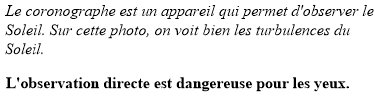 Le coronographe est un appareil qui permet d'observer le
Soleil. Sur cette photo, on voit bien les turbulences du
Soleil.
L'observation directe est dangereuse pour les yeux.